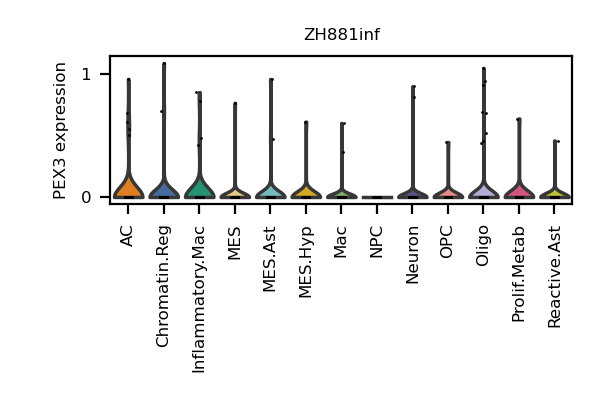 ZH881inf
PEX3 expression
1
0
AC
Chromatin.Reg
Inflammatory.Mac
MES
MES.Ast
MES.Hyp
Mac
NPC
Neuron
OPC
Oligo
Prolif.Metab
Reactive.Ast